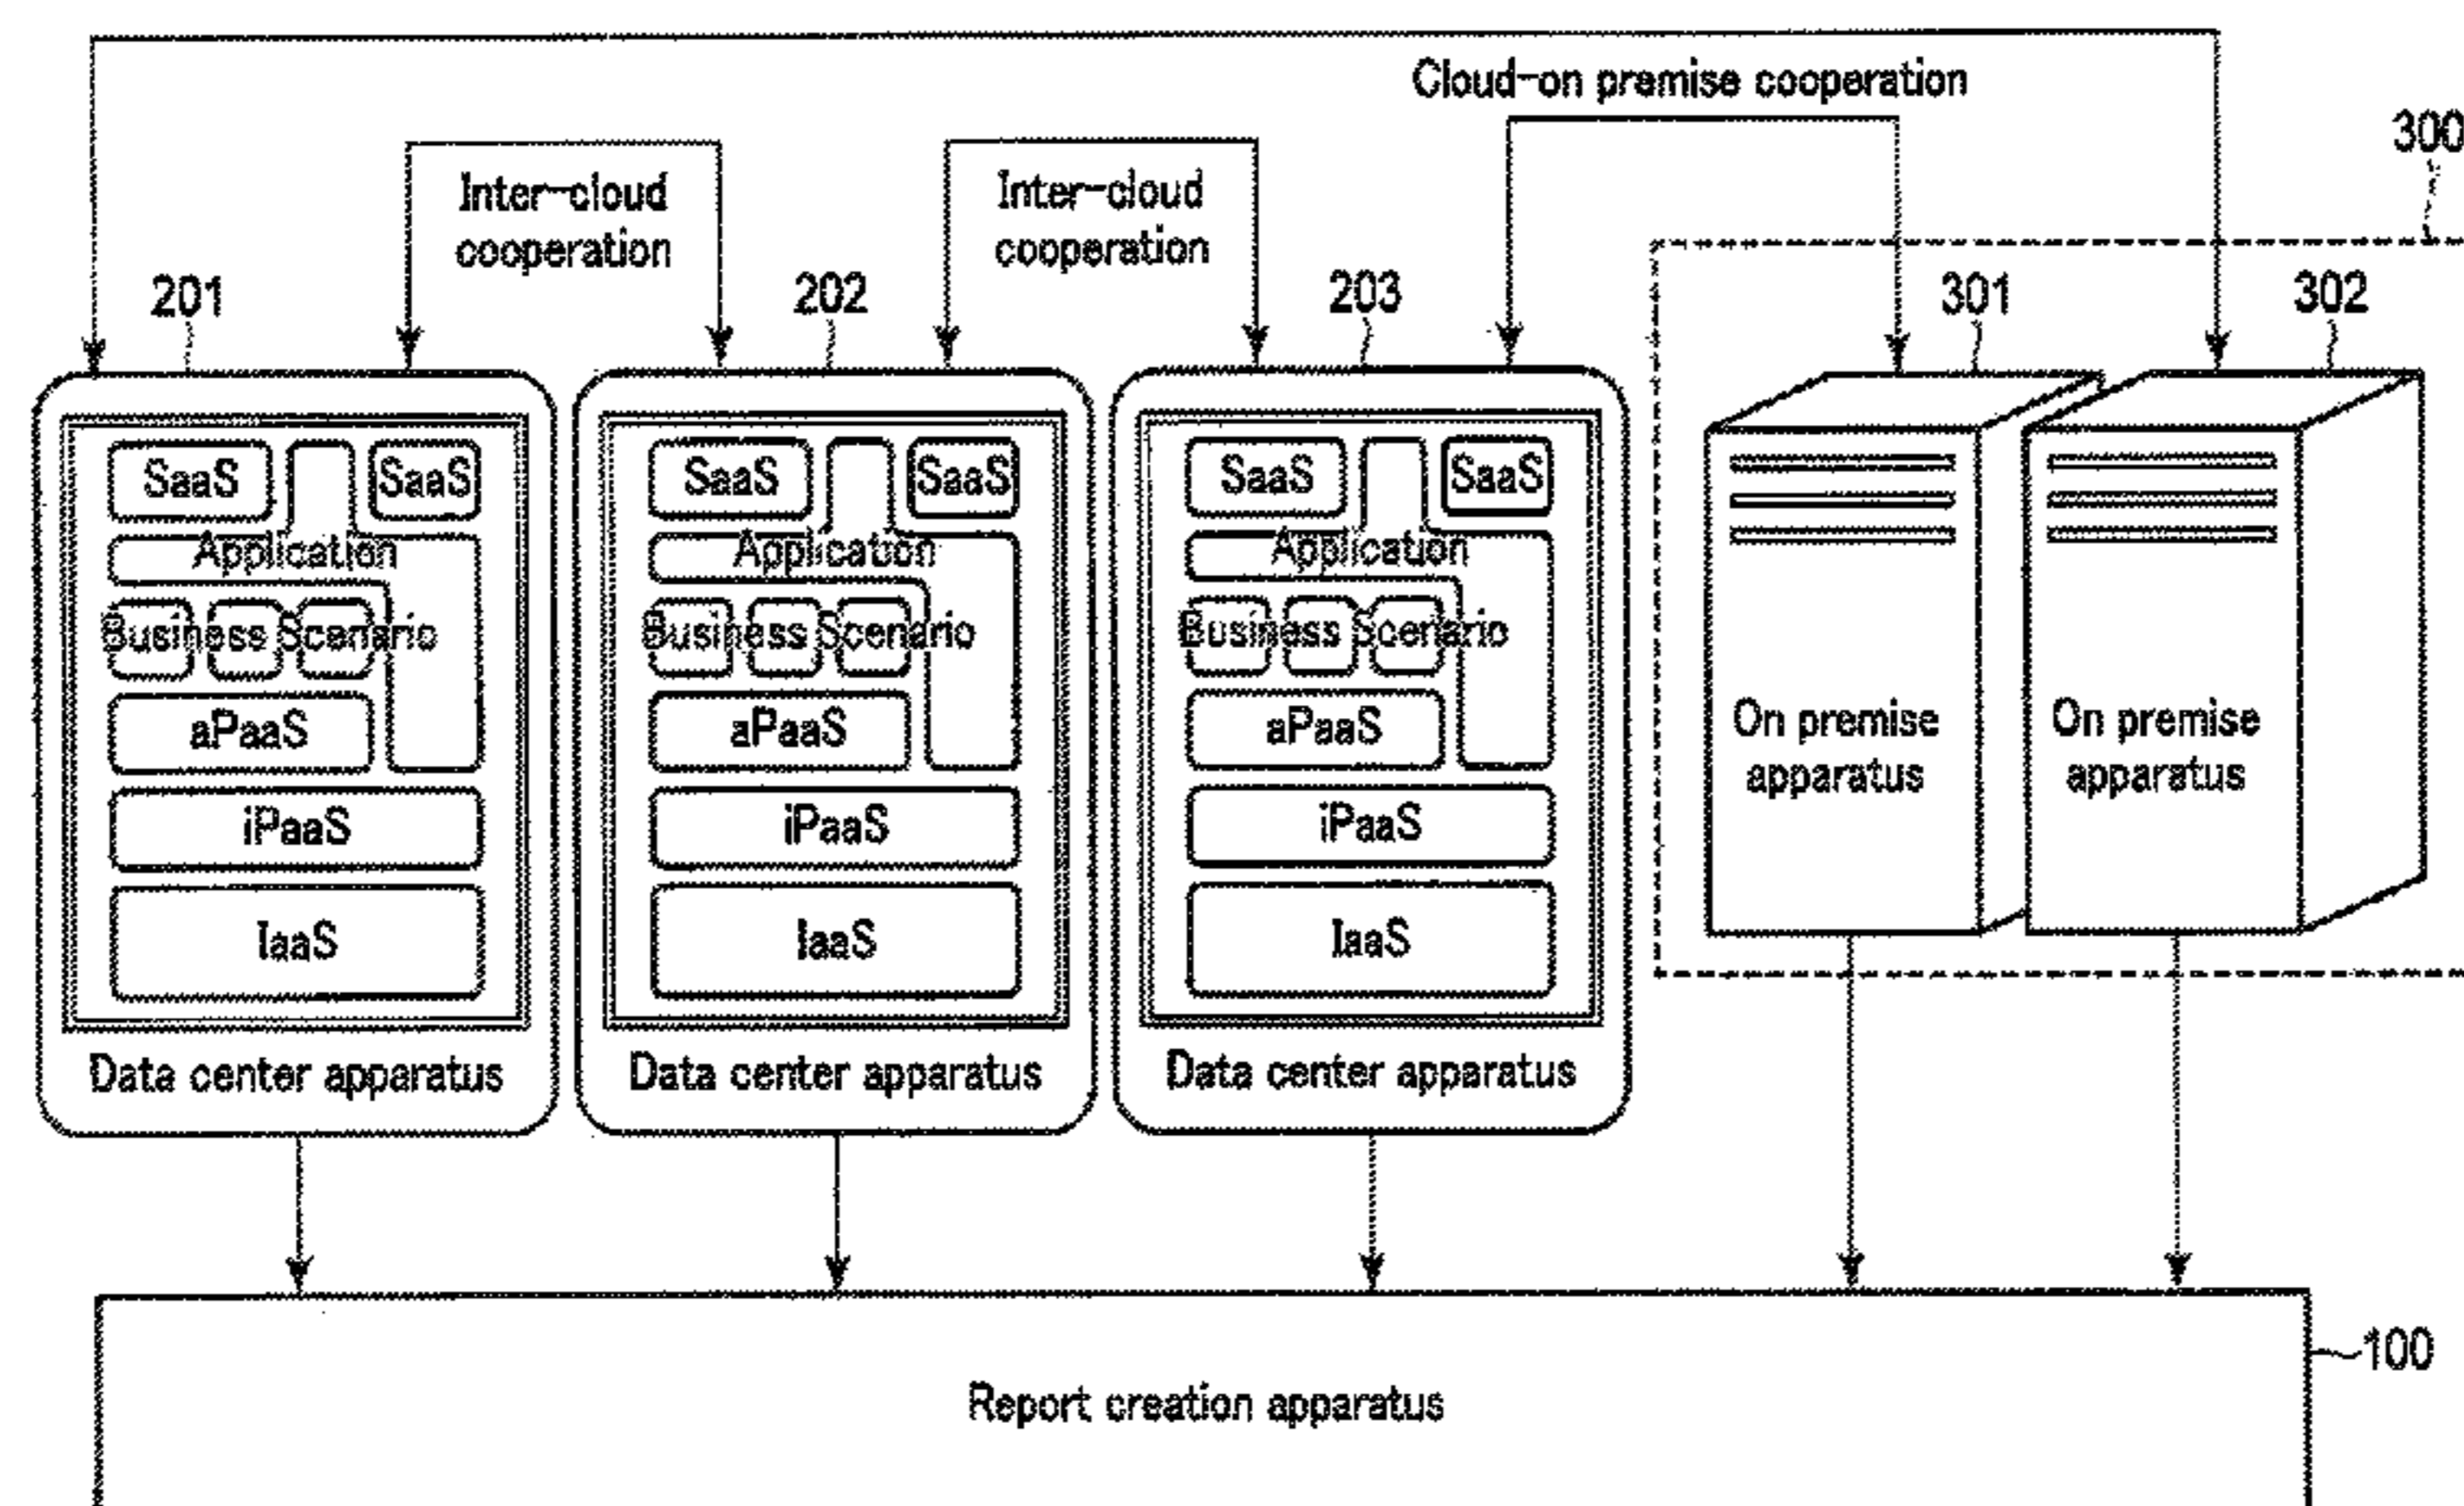 Cloud-on premise cooperation
300
Inter-cloud
cooperation
Inter-cloud
cooperation
201
202
203
301
302
SaaS
SaaS
Application
Business Scenario
aPaaS
iPaaS
IaaS
Data center apparatus
SaaS
SaaS
Application
Business Scenario
aPaaS
iPaaS
IaaS
Data center apparatus
SaaS
SaaS
Application
Business Scenario
aPaaS
iPaaS
IaaS
Data center apparatus
On premise
apparatus
On premise
apparatus
100
Report creation apparatus